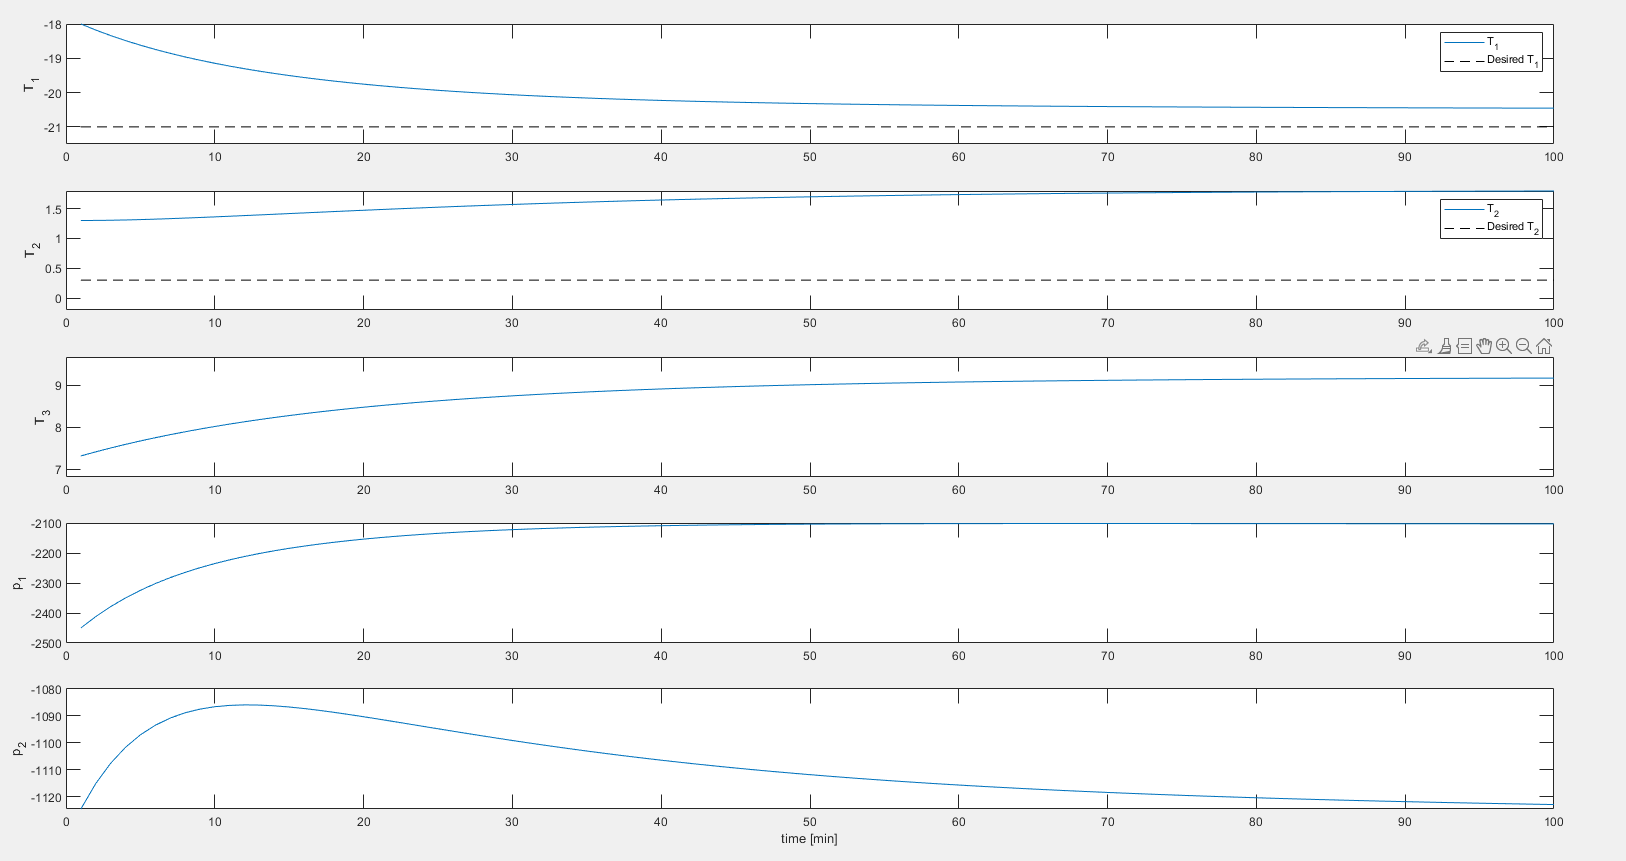 -18
-19
-20
-21
T1
T1
Desired T1
0 10 20 30 40 50 60 70 80 90 100
1.5
1
0.5
0
T2
T2
Desired T2
0 10 20 30 40 50 60 70 80 90 100
9
8
7
T3
0 10 20 30 40 50 60 70 80 90 100
-2100
-2200
-2300
-2400
-2500
p1
0 10 20 30 40 50 60 70 80 90 100
-1080
-1090
-1100
-1110
-1120
p2
0 10 20 30 40 50 60 70 80 90 100
time [min]